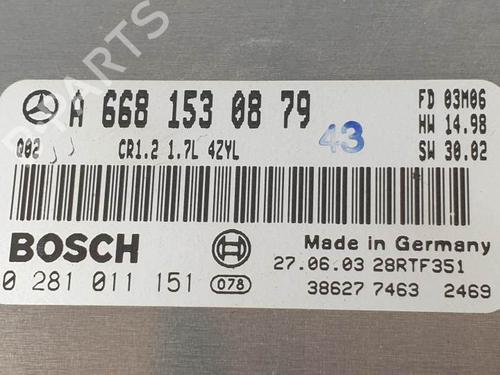 A 668 153 08 79
FD 03M06
HW 14.98
SW 30.02
Q02
CR1.2 1.7L 4ZYL
43
BOSCH
Made in Germany
0 281 011 151
078
27.06.03 28RTF351
38627 7463 2469